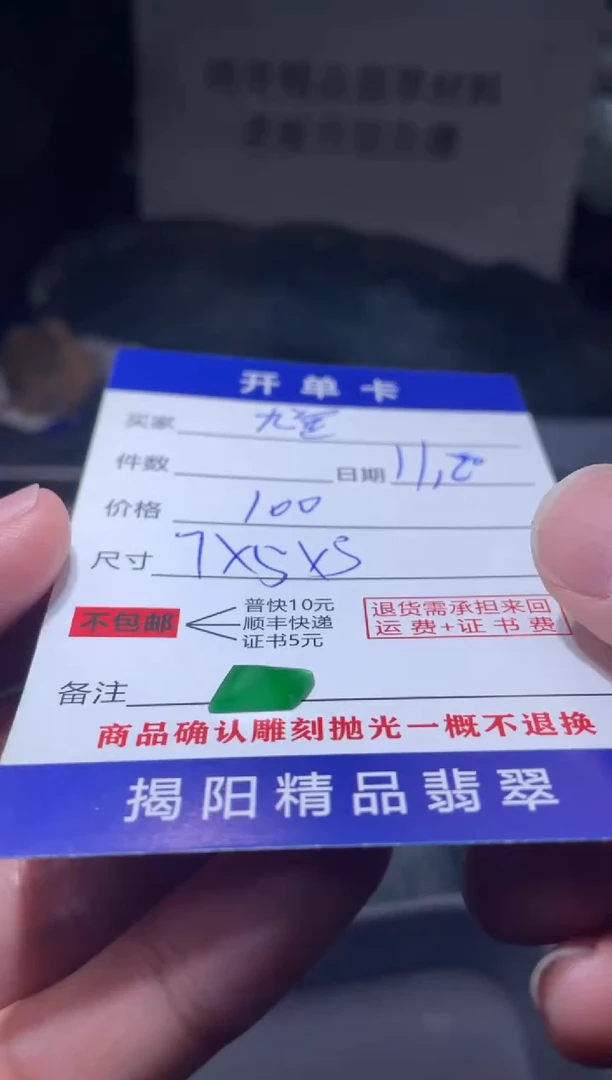 开单卡
买家
件数 日期 11.20
价格 100
尺寸 7X5X5
不包邮
普快10元
顺丰快递
证书5元
退货需承担来回
运费+证书费
备注
商品确认雕刻抛光一概不退换
揭阳精品翡翠